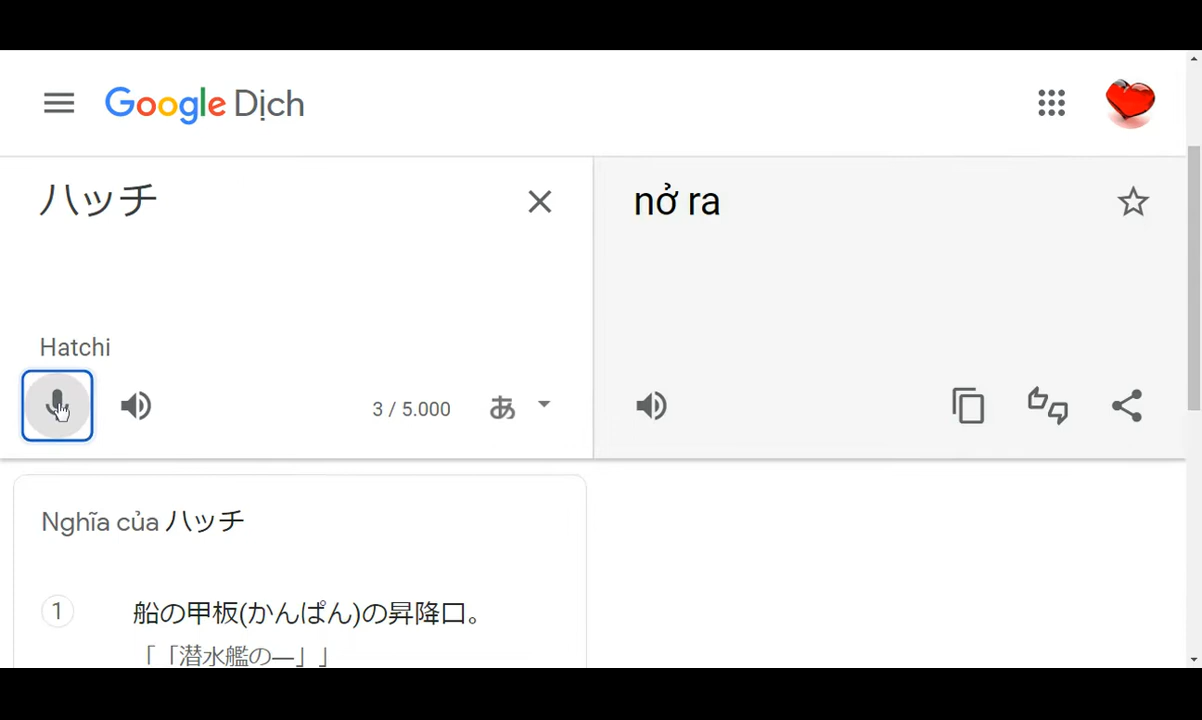 Google Dịch
ハッチ
nở ra
Hatchi
3 / 5.000
あ
Nghĩa của ハッチ
1
船の甲板(かんぱん)の昇降口。
「「潜水艦の―」」